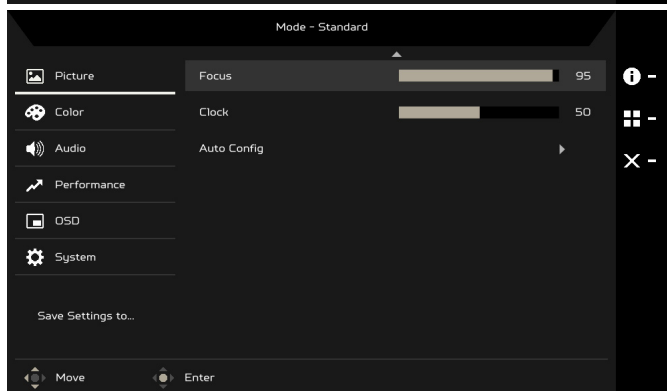 Mode - Standard
Picture
Focus
95
Color
Clock
50
Audio
Auto Config
Performance
OSD
System
Save Settings to...
Move
Enter